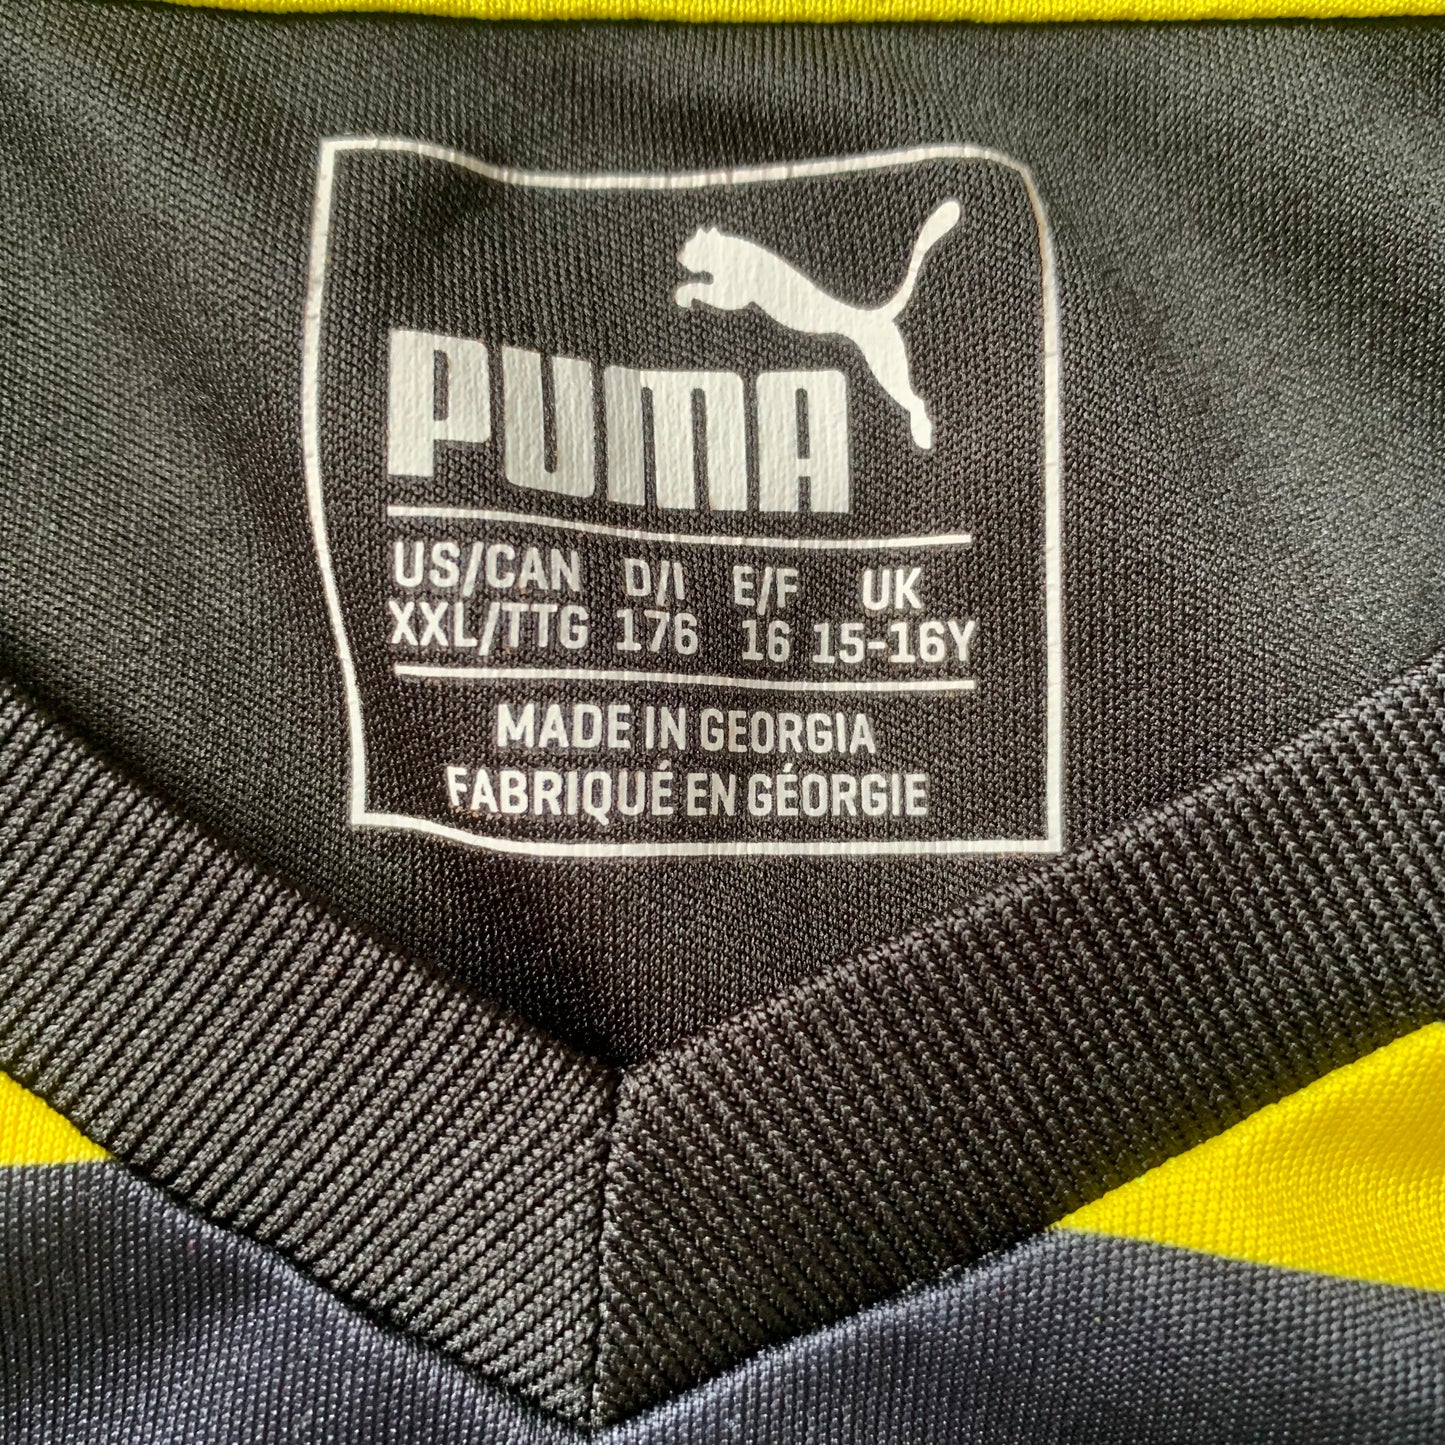 PUMA
US/CAN D/I E/F UK
XXL/TTG 176 16 15-16Y
MADE IN GEORGIA
FABRIQUÉ EN GÉORGIE